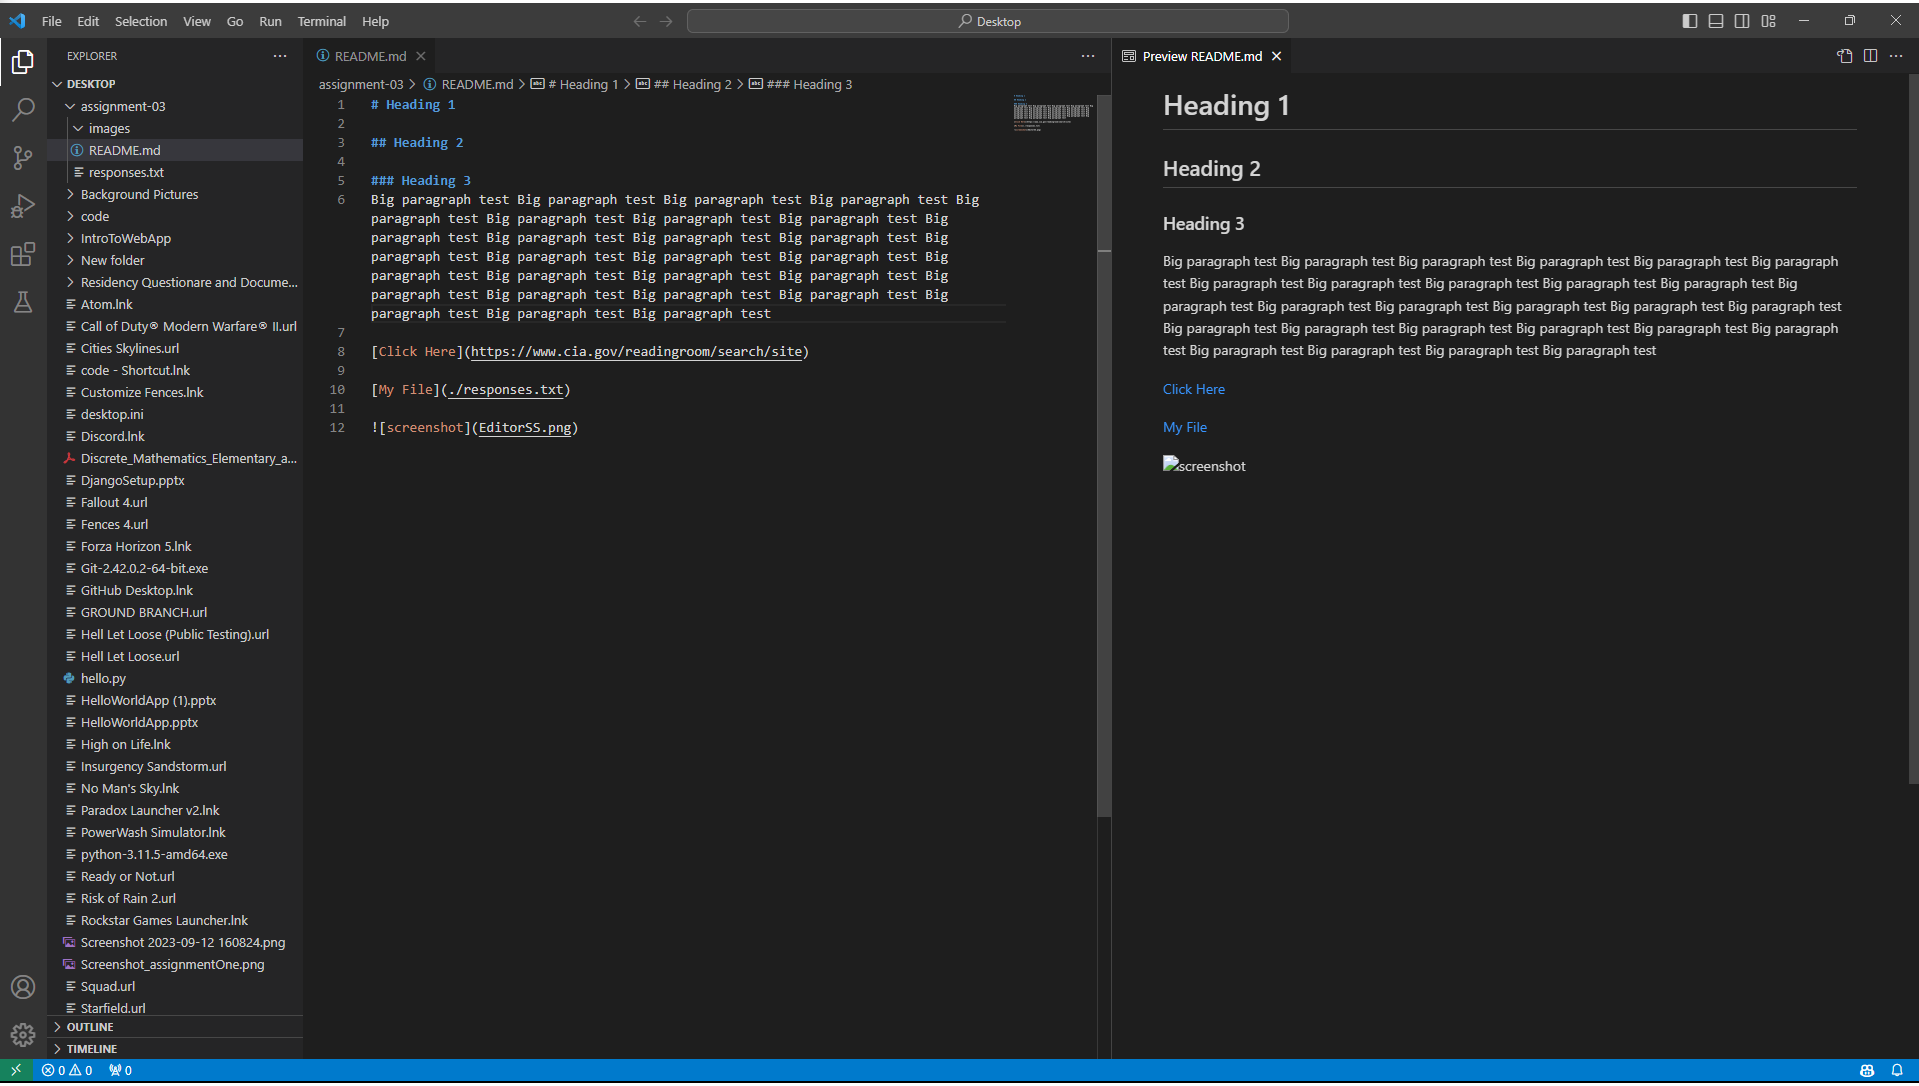 File Edit Selection View Go Run Terminal Help
Desktop
EXPLORER
DESKTOP
assignment-03
images
README.md
responses.txt
Background Pictures
code
IntroToWebApp
New folder
Residency Questionare and Docume...
Atom.lnk
Call of Duty® Modern Warfare® II.url
Cities Skylines.url
code - Shortcut.lnk
Customize Fences.lnk
desktop.ini
Discord.lnk
Discrete_Mathematics_Elementary_a...
DjangoSetup.pptx
Fallout 4.url
Fences 4.url
Forza Horizon 5.lnk
Git-2.42.0.2-64-bit.exe
GitHub Desktop.lnk
GROUND BRANCH.url
Hell Let Loose (Public Testing).url
Hell Let Loose.url
hello.py
HelloWorldApp (1).pptx
HelloWorldApp.pptx
High on Life.lnk
Insurgency Sandstorm.url
No Man's Sky.lnk
Paradox Launcher v2.lnk
PowerWash Simulator.lnk
python-3.11.5-amd64.exe
Ready or Not.url
Risk of Rain 2.url
Rockstar Games Launcher.lnk
Screenshot 2023-09-12 160824.png
Screenshot_assignmentOne.png
Squad.url
Starfield.url
OUTLINE
TIMELINE
README.md
assignment-03 > README.md > # Heading 1 > ## Heading 2 > ### Heading 3
1 # Heading 1
2
3 ## Heading 2
4
5 ### Heading 3
6 Big paragraph test Big paragraph test Big paragraph test Big paragraph test Big
paragraph test Big paragraph test Big paragraph test Big paragraph test Big
paragraph test Big paragraph test Big paragraph test Big paragraph test Big
paragraph test Big paragraph test Big paragraph test Big paragraph test Big
paragraph test Big paragraph test Big paragraph test Big paragraph test Big
paragraph test Big paragraph test Big paragraph test Big paragraph test Big
paragraph test Big paragraph test Big paragraph test
7
8 [Click Here](https://www.cia.gov/readingroom/search/site)
9
10 [My File](./responses.txt)
11
12 ![screenshot](EditorSS.png)
Preview README.md
Heading 1
Heading 2
Heading 3
Big paragraph test Big paragraph test Big paragraph test Big paragraph test Big paragraph test Big paragraph
test Big paragraph test Big paragraph test Big paragraph test Big paragraph test Big paragraph test Big
paragraph test Big paragraph test Big paragraph test Big paragraph test Big paragraph test Big paragraph test
Big paragraph test Big paragraph test Big paragraph test Big paragraph test Big paragraph test Big paragraph
test Big paragraph test Big paragraph test Big paragraph test Big paragraph test
Click Here
My File
screenshot
0 0 0